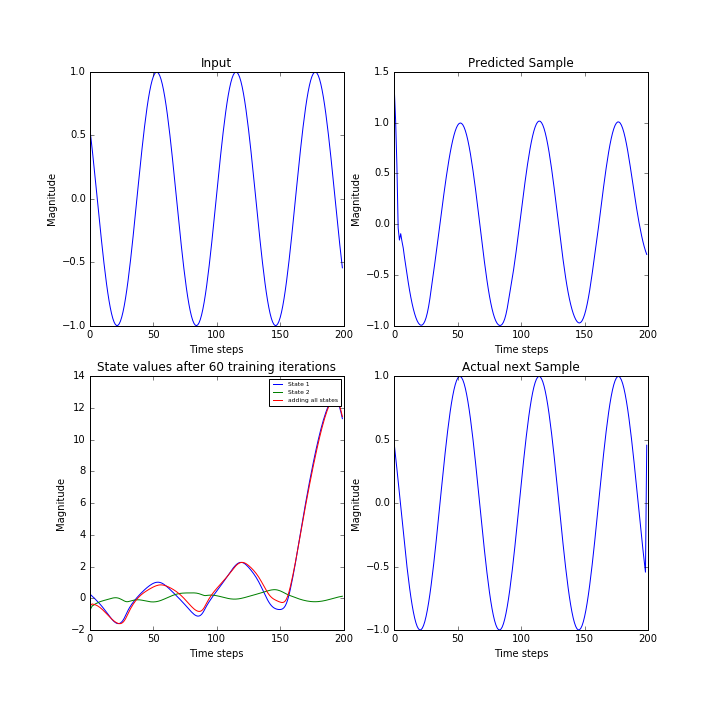 Input
Magnitude
1.0
0.5
0.0
−0.5
−1.0
0 50 100 150 200
Time steps
Predicted Sample
Magnitude
1.5
1.0
0.5
0.0
−0.5
−1.0
0 50 100 150 200
Time steps
State values after 60 training iterations
Magnitude
14
12
10
8
6
4
2
0
−2
0 50 100 150 200
Time steps
State 1
State 2
adding all states
Actual next Sample
Magnitude
1.0
0.5
0.0
−0.5
−1.0
0 50 100 150 200
Time steps